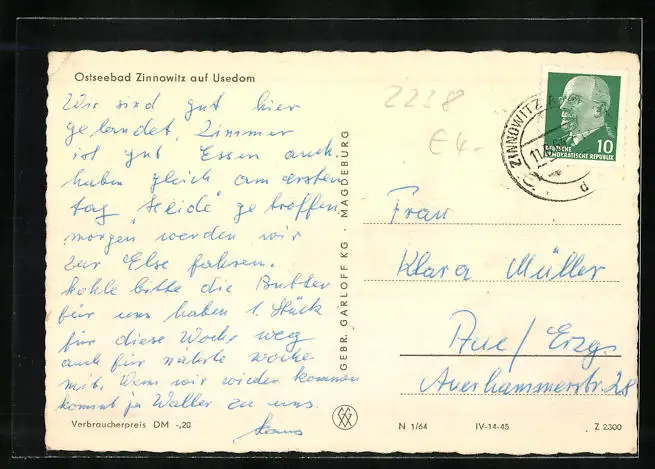 Ostseebad Zinnowitz auf Usedom
Wir sind gut hier
gelandet, Zimmer
ist gut Essen auch.
haben gleich am ersten
tag "Heide" getroffen,
morgen werden wir
zur Else fahren.
hohle bitte die Butter
für uns haben 1. Stück
für diese Woche weg
auch für nächste woche
mit. Wenn wir wieder kommen
kommt ja Walter zu uns.
Verbraucherpreis DM -,20
GEBR. GARLOFF KG · MAGDEBURG
2238
€4-
ZINNOWITZ
d
10
DEUTSCHE
DEMOKRATISCHE REPUBLIK
Frau
Klara Müller
Aue/Erzg.
Auerhammerstr. 28
N 1/64
IV-14-45
Z 2300